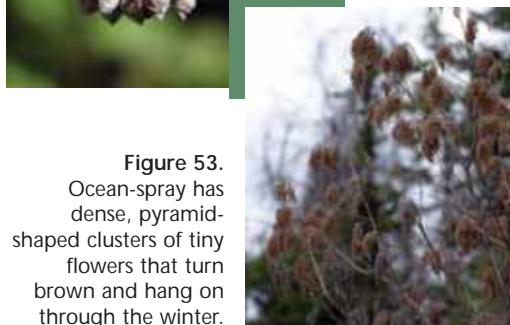 Figure 53.
Ocean-spray has
dense, pyramid-
shaped clusters of tiny
flowers that turn
brown and hang on
through the winter.